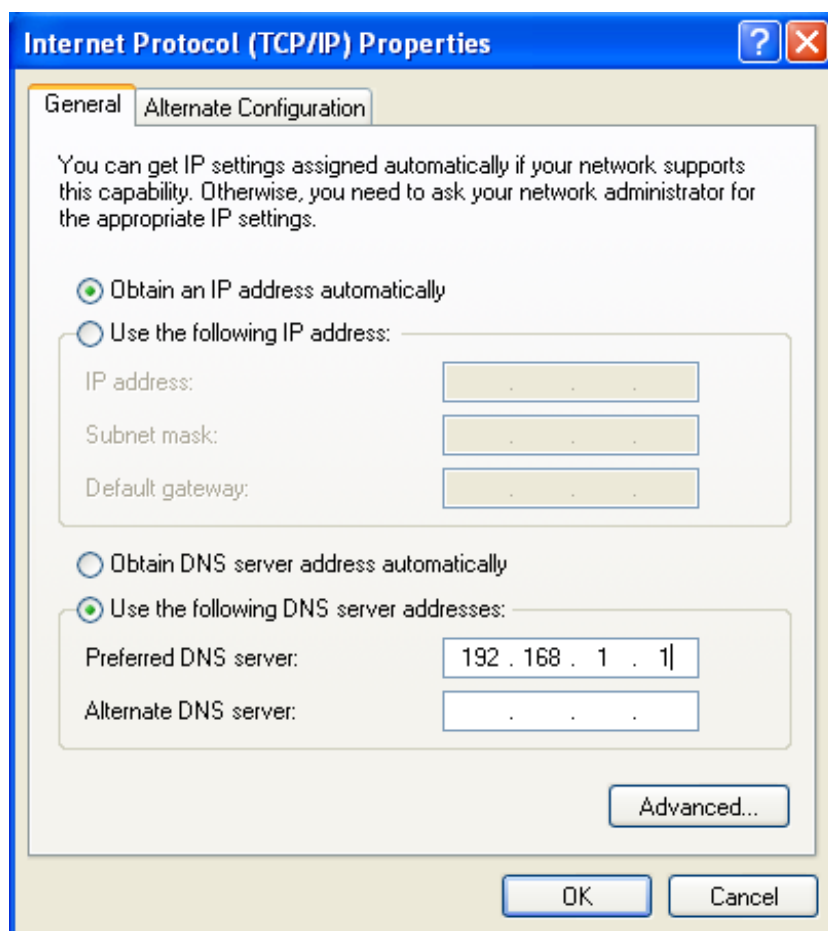 Internet Protocol (TCP/IP) Properties
General
Alternate Configuration
You can get IP settings assigned automatically if your network supports
this capability. Otherwise, you need to ask your network administrator for
the appropriate IP settings.
Obtain an IP address automatically
Use the following IP address:
IP address:
. . .
Subnet mask:
. . .
Default gateway:
. . .
Obtain DNS server address automatically
Use the following DNS server addresses:
Preferred DNS server:
192 . 168 . 1 . 1
Alternate DNS server:
. . .
Advanced...
OK
Cancel